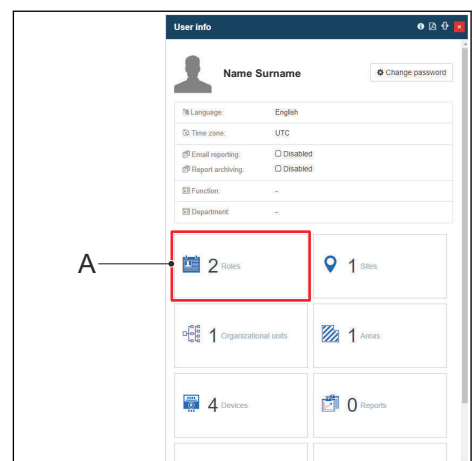 User info
Name Surname
Change password
Language: English
Time zone: UTC
Email reporting: Disabled
Report archiving: Disabled
Function: -
Department: -
A
2 Roles
1 Sites
1 Organizational units
1 Areas
4 Devices
0 Reports